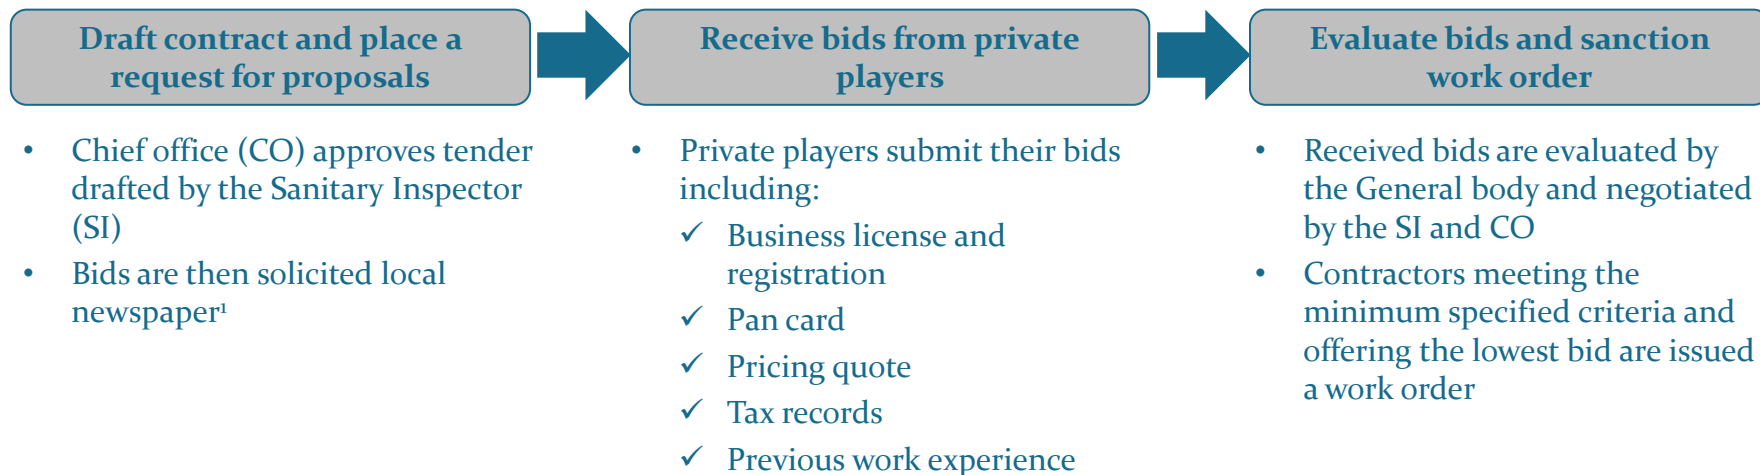 Draft contract and place a
request for proposals
• Chief office (CO) approves tender
drafted by the Sanitary Inspector
(SI)
• Bids are then solicited local
newspaper¹
Receive bids from private
players
• Private players submit their bids
including:
✓ Business license and
registration
✓ Pan card
✓ Pricing quote
✓ Tax records
✓ Previous work experience
Evaluate bids and sanction
work order
• Received bids are evaluated by
the General body and negotiated
by the SI and CO
• Contractors meeting the
minimum specified criteria and
offering the lowest bid are issued
a work order